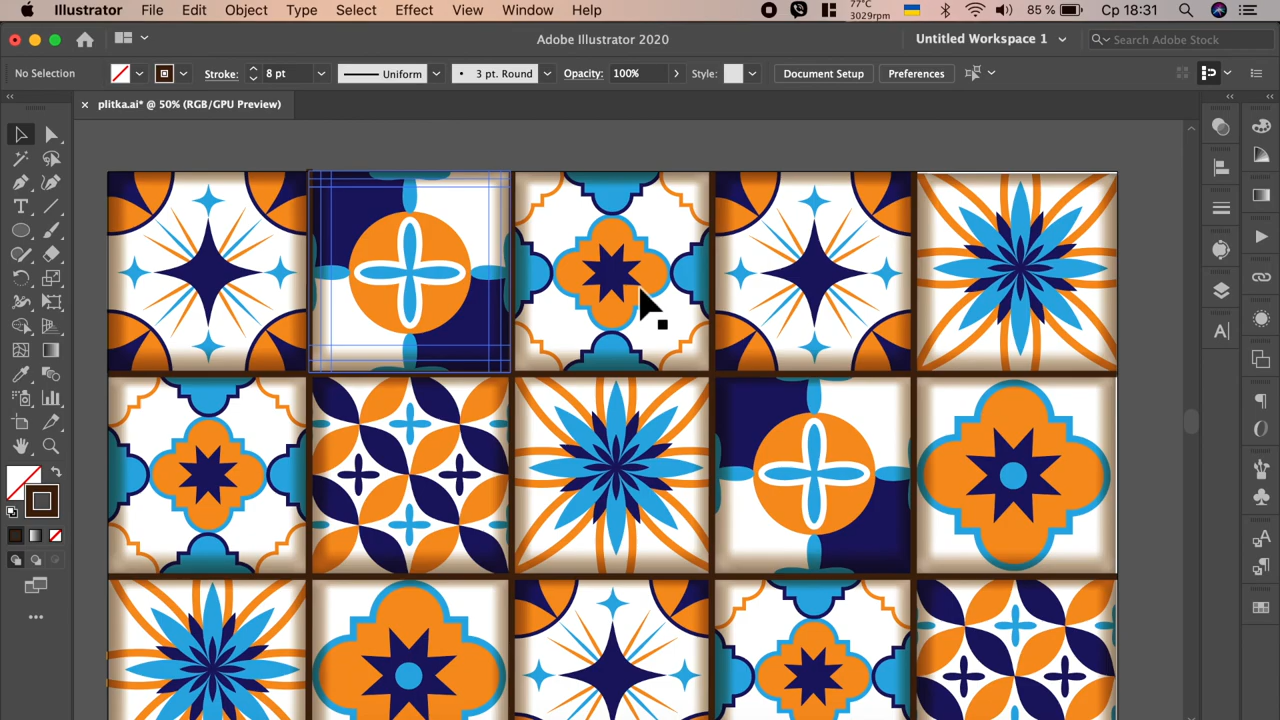 Illustrator File Edit Object Type Select Effect View Window Help 77°C 3029rpm 85 % Ср 18:31
Adobe Illustrator 2020 Untitled Workspace 1 Search Adobe Stock
No Selection Stroke: 8 pt Uniform 3 pt. Round Opacity: 100% Style: Document Setup Preferences
plitka.ai* @ 50% (RGB/GPU Preview)